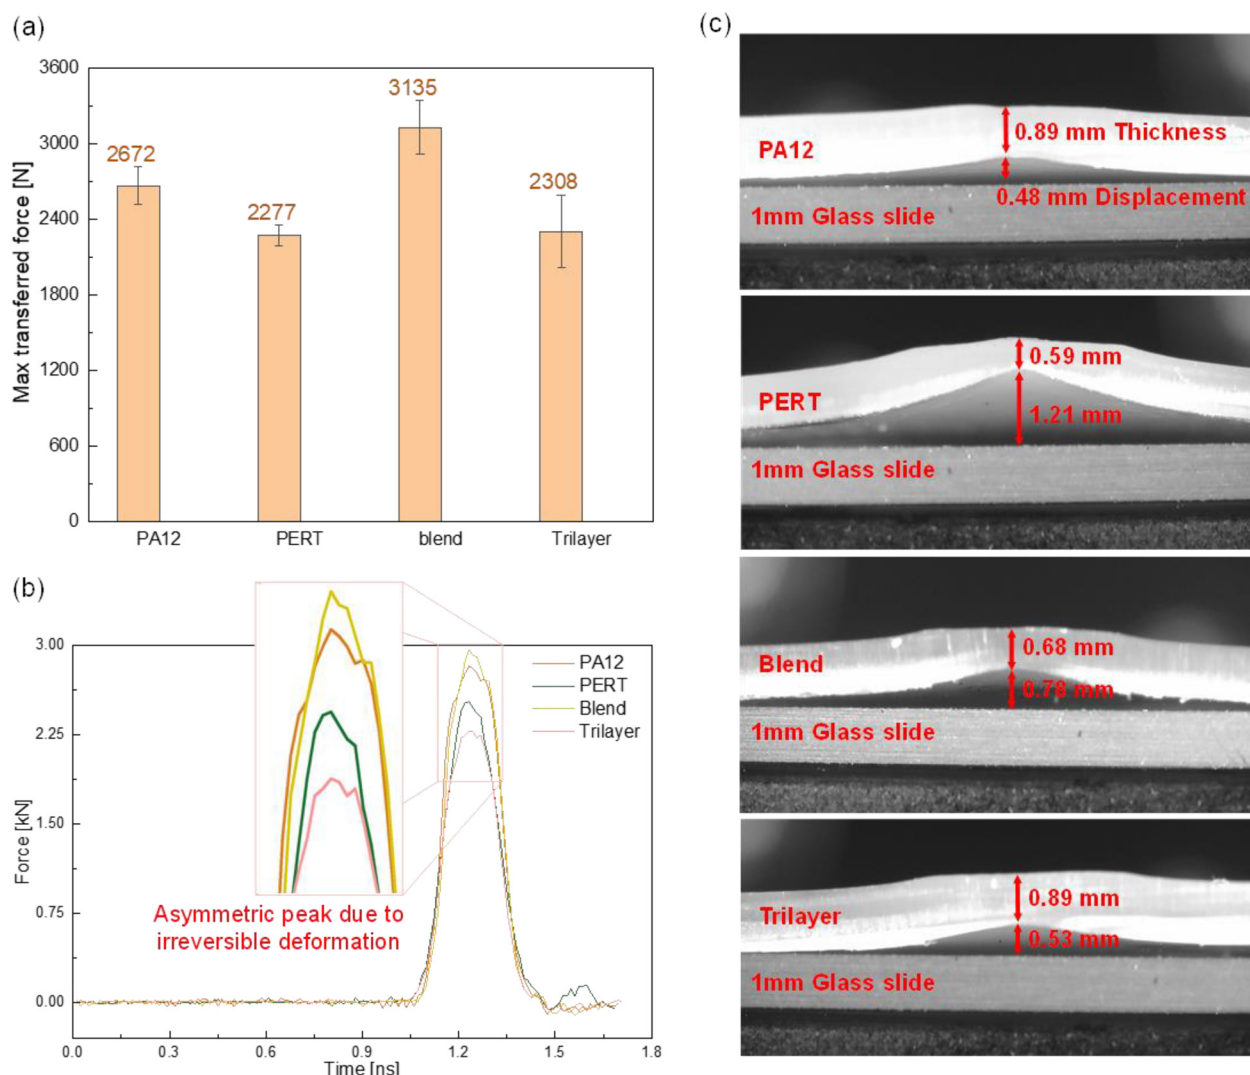 (a)
3600
3000
2400
1800
1200
600
0
Max transferred force [N]
2672
2277
3135
2308
PA12
PERT
blend
Trilayer
(b)
3.00
2.25
1.50
0.75
0.00
Force [kN]
PA12
PERT
Blend
Trilayer
Asymmetric peak due to
irreversible deformation
0.0
0.3
0.6
0.9
1.2
1.5
1.8
Time [ns]
(c)
0.89 mm Thickness
PA12
0.48 mm Displacement
1mm Glass slide
0.59 mm
PERT
1.21 mm
1mm Glass slide
0.68 mm
Blend
0.78 mm
1mm Glass slide
0.89 mm
Trilayer
0.53 mm
1mm Glass slide